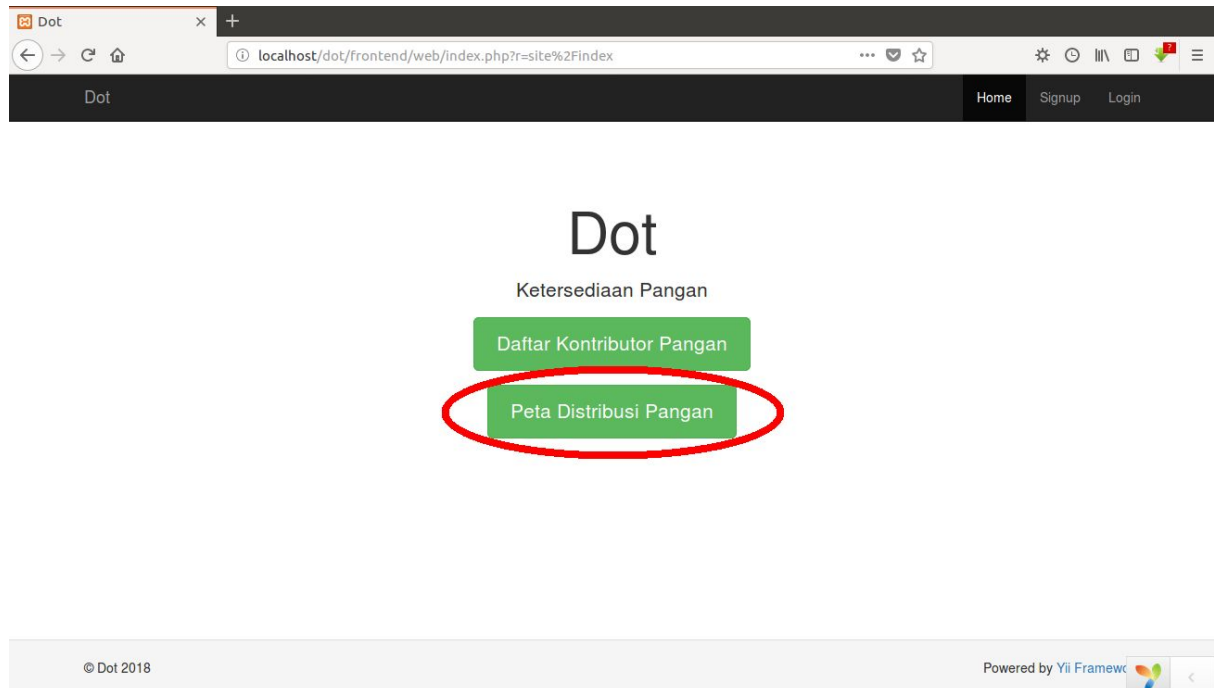 Dot
localhost/dot/frontend/web/index.php?r=site%2Findex
Dot
Home Signup Login
Dot
Ketersediaan Pangan
Daftar Kontributor Pangan
Peta Distribusi Pangan
© Dot 2018
Powered by Yii